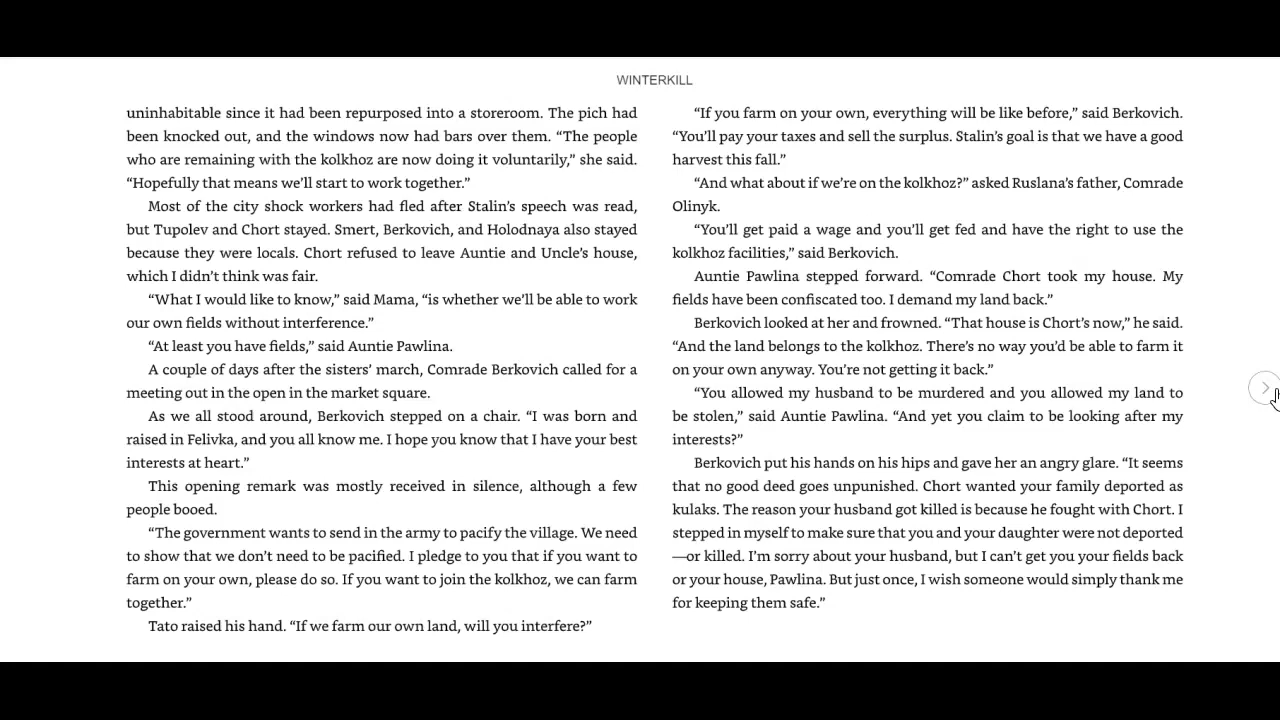 WINTERKILL
uninhabitable since it had been repurposed into a storeroom. The pich had
been knocked out, and the windows now had bars over them. “The people
who are remaining with the kolkhoz are now doing it voluntarily,” she said.
“Hopefully that means we’ll start to work together.”
Most of the city shock workers had fled after Stalin’s speech was read,
but Tupolev and Chort stayed. Smert, Berkovich, and Holodnaya also stayed
because they were locals. Chort refused to leave Auntie and Uncle’s house,
which I didn’t think was fair.
“What I would like to know,” said Mama, “is whether we’ll be able to work
our own fields without interference.”
“At least you have fields,” said Auntie Pawlina.
A couple of days after the sisters’ march, Comrade Berkovich called for a
meeting out in the open in the market square.
As we all stood around, Berkovich stepped on a chair. “I was born and
raised in Felivka, and you all know me. I hope you know that I have your best
interests at heart.”
This opening remark was mostly received in silence, although a few
people booed.
“The government wants to send in the army to pacify the village. We need
to show that we don’t need to be pacified. I pledge to you that if you want to
farm on your own, please do so. If you want to join the kolkhoz, we can farm
together.”
Tato raised his hand. “If we farm our own land, will you interfere?”
“If you farm on your own, everything will be like before,” said Berkovich.
“You’ll pay your taxes and sell the surplus. Stalin’s goal is that we have a good
harvest this fall.”
“And what about if we’re on the kolkhoz?” asked Ruslana’s father, Comrade
Olinyk.
“You’ll get paid a wage and you’ll get fed and have the right to use the
kolkhoz facilities,” said Berkovich.
Auntie Pawlina stepped forward. “Comrade Chort took my house. My
fields have been confiscated too. I demand my land back.”
Berkovich looked at her and frowned. “That house is Chort’s now,” he said.
“And the land belongs to the kolkhoz. There’s no way you’d be able to farm it
on your own anyway. You’re not getting it back.”
“You allowed my husband to be murdered and you allowed my land to
be stolen,” said Auntie Pawlina. “And yet you claim to be looking after my
interests?”
Berkovich put his hands on his hips and gave her an angry glare. “It seems
that no good deed goes unpunished. Chort wanted your family deported as
kulaks. The reason your husband got killed is because he fought with Chort. I
stepped in myself to make sure that you and your daughter were not deported
—or killed. I’m sorry about your husband, but I can’t get you your fields back
or your house, Pawlina. But just once, I wish someone would simply thank me
for keeping them safe.”